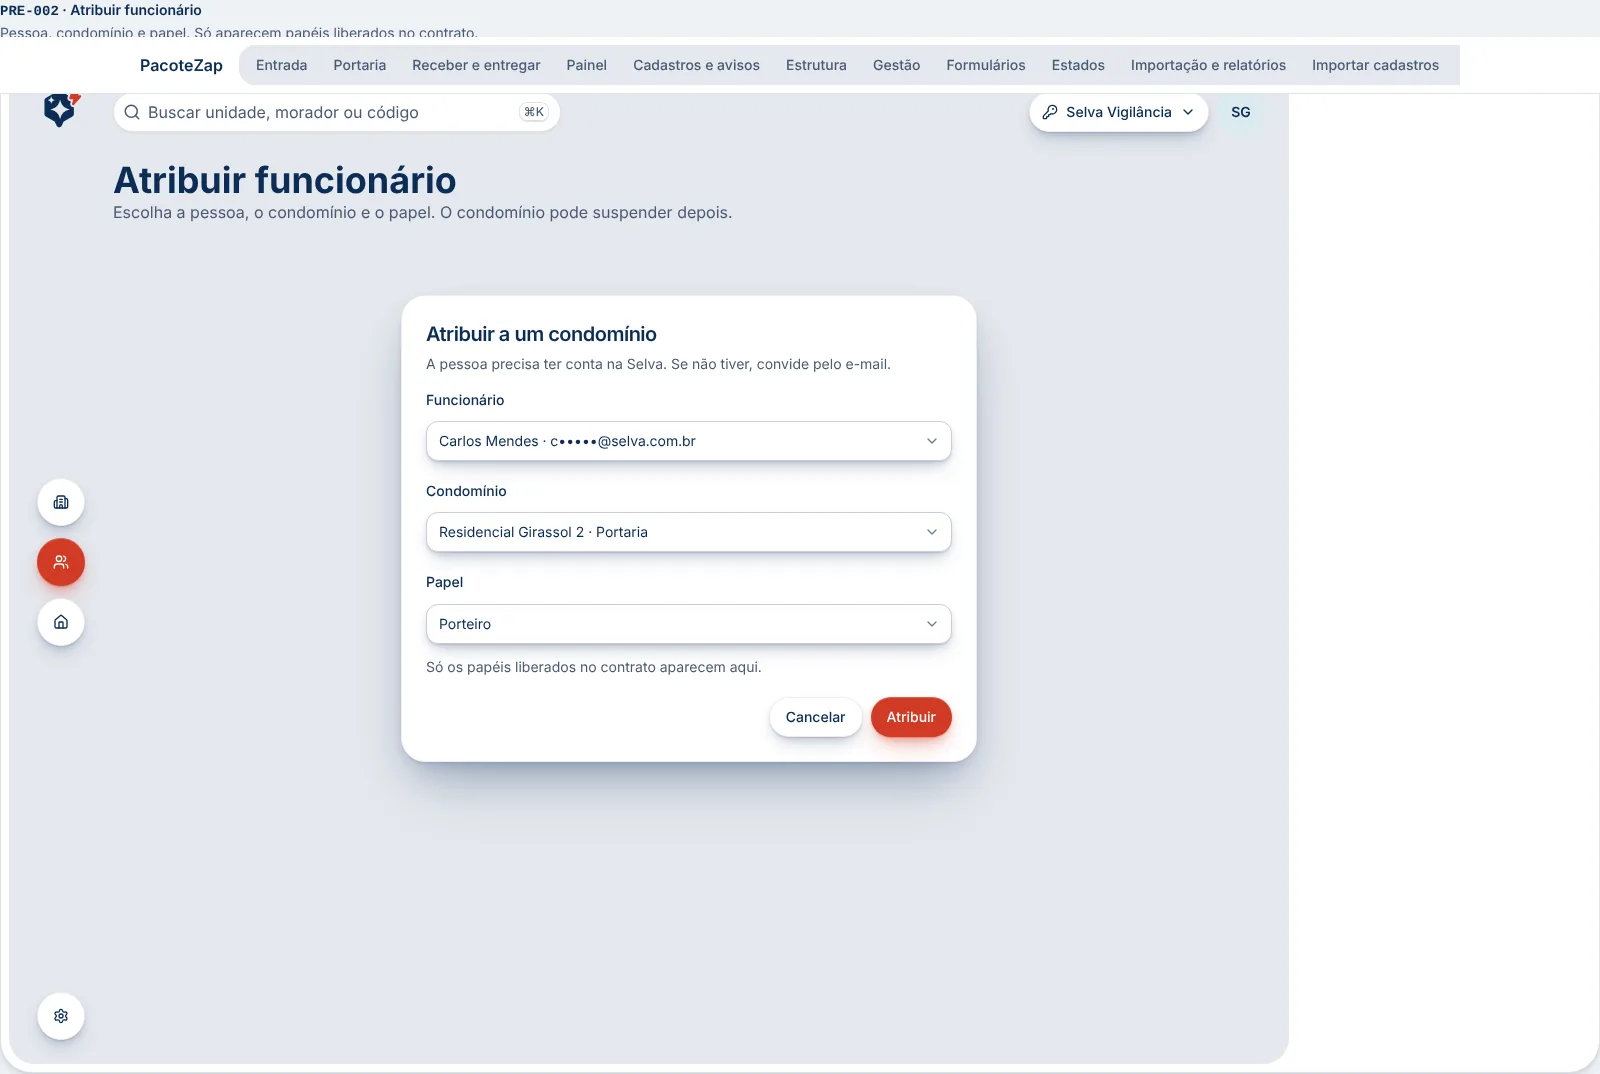 PRE-002 · Atribuir funcionário
Pessoa, condomínio e papel. Só aparecem papéis liberados no contrato.
PacoteZap Entrada Portaria Receber e entregar Painel Cadastros e avisos Estrutura Gestão Formulários Estados Importação e relatórios Importar cadastros
Buscar unidade, morador ou código ⌘K Selva Vigilância SG
Atribuir funcionário
Escolha a pessoa, o condomínio e o papel. O condomínio pode suspender depois.
Atribuir a um condomínio
A pessoa precisa ter conta na Selva. Se não tiver, convide pelo e-mail.
Funcionário
Carlos Mendes · c•••••@selva.com.br
Condomínio
Residencial Girassol 2 · Portaria
Papel
Porteiro
Só os papéis liberados no contrato aparecem aqui.
Cancelar Atribuir